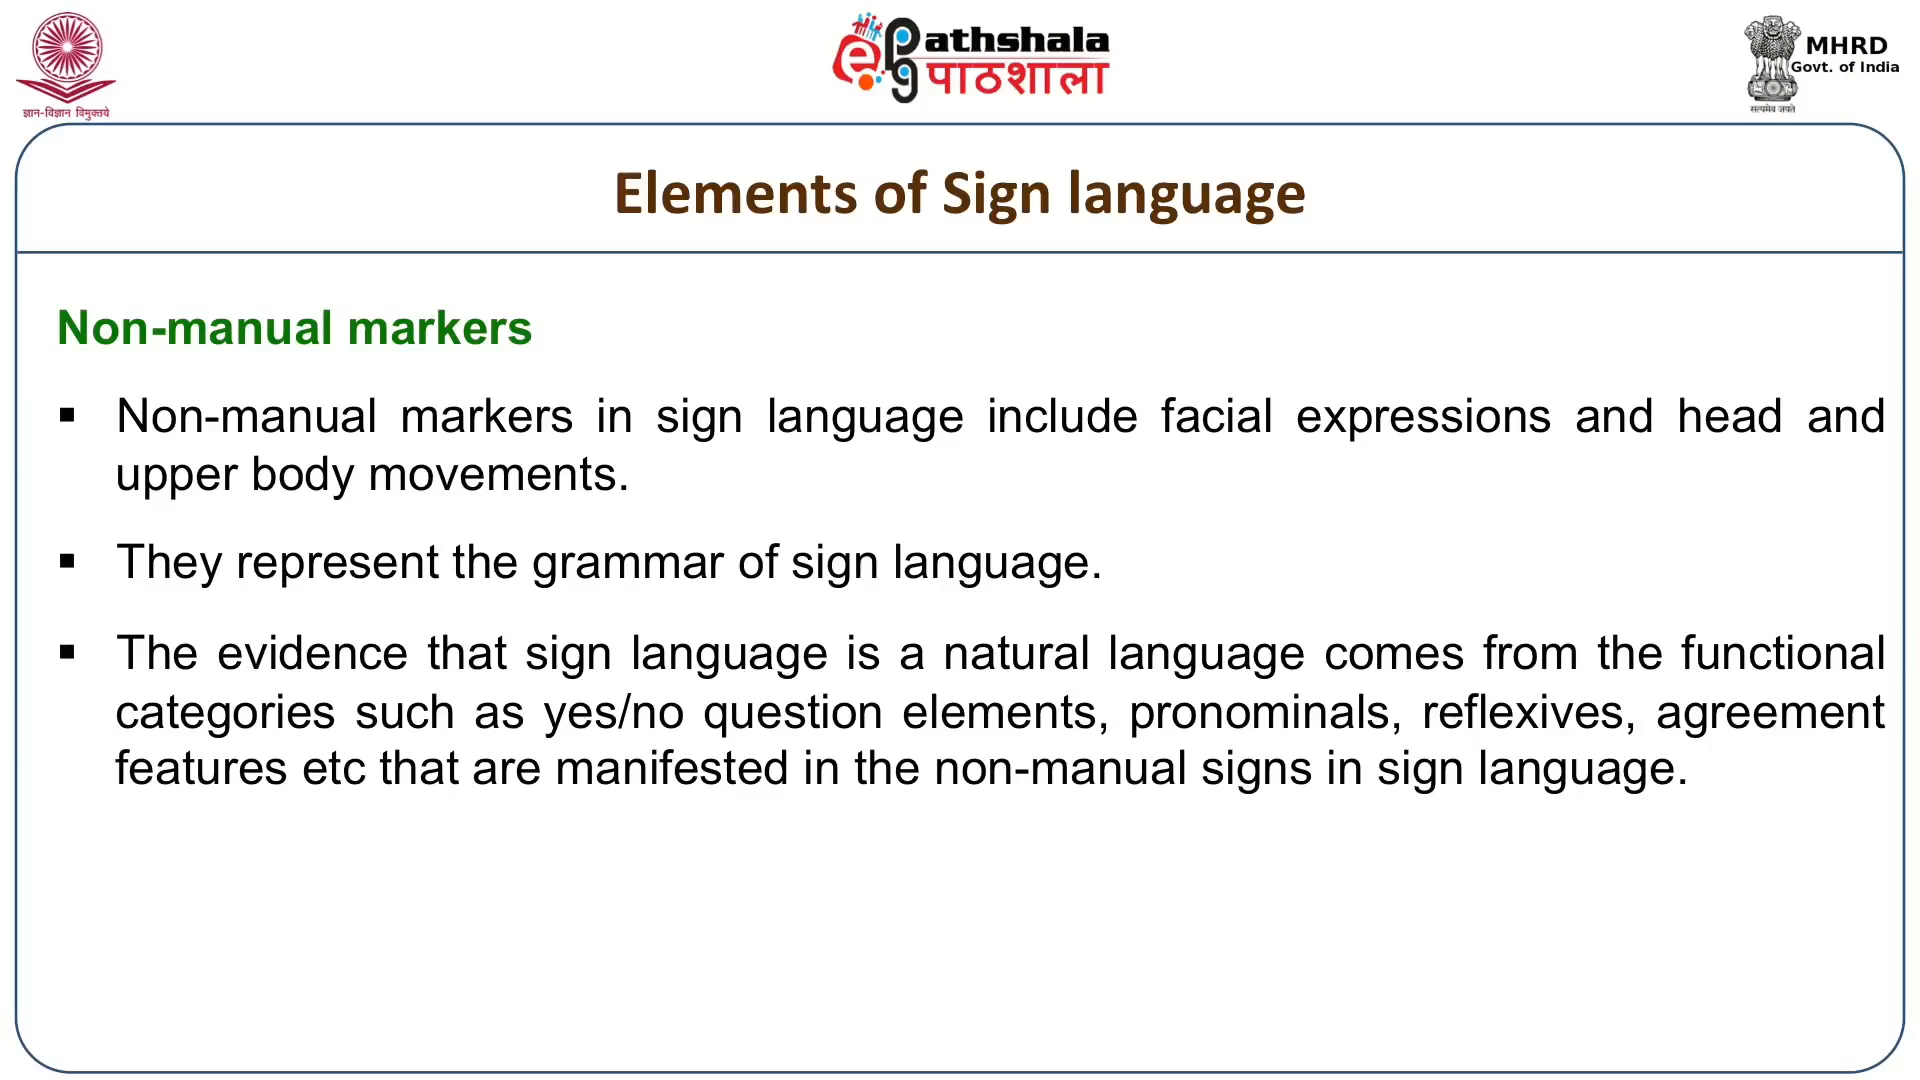 ज्ञान-विज्ञान विमुक्तये
e PG Pathshala
पाठशाला
MHRD
Govt. of India
सत्यमेव जयते
Elements of Sign language
Non-manual markers
▪ Non-manual markers in sign language include facial expressions and head and
upper body movements.
▪ They represent the grammar of sign language.
▪ The evidence that sign language is a natural language comes from the functional
categories such as yes/no question elements, pronominals, reflexives, agreement
features etc that are manifested in the non-manual signs in sign language.